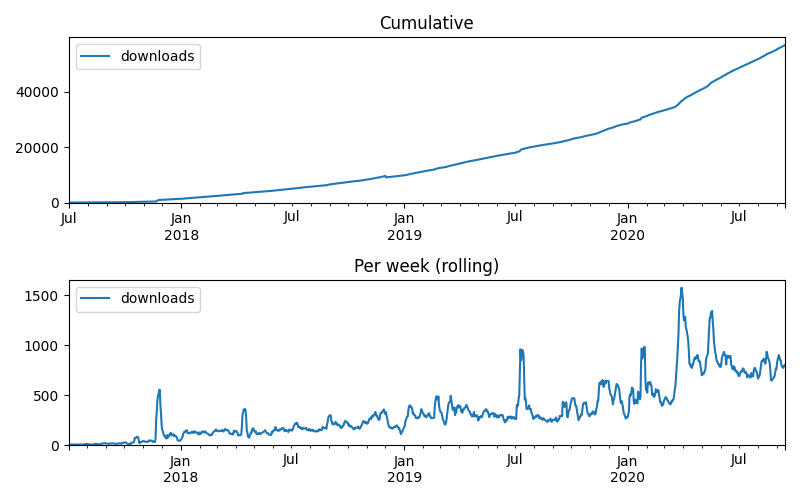 Cumulative
downloads
40000
20000
0
Jul Jan Jul Jan Jul Jan Jul
2018 2019 2020
Per week (rolling)
downloads
1500
1000
500
0
Jan Jul Jan Jul Jan Jul
2018 2019 2020